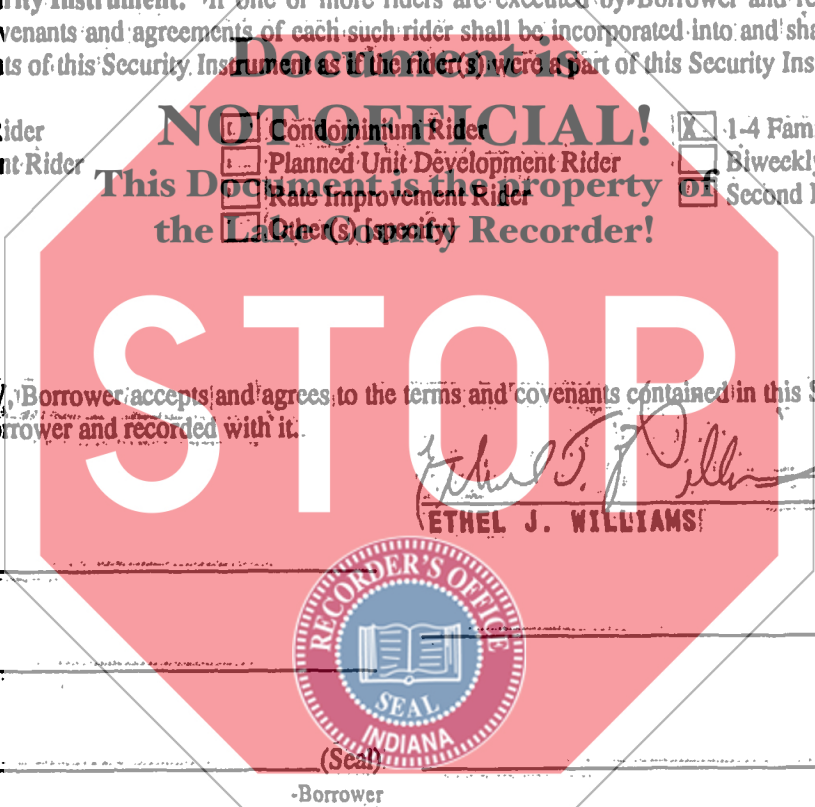 rity Instrument. If one or more riders are executed by Borrower and re
venants and agreements of each such rider shall be incorporated into and sha
ts of this Security Instrument as if the rider(s) were a part of this Security Ins
Document is
NOT OFFICIAL!
This Document is the property of
the Lake County Recorder!
ider
Condominium Rider
X 1-4 Fam
nt Rider
Planned Unit Development Rider
Biweekly
Rate Improvement Rider
Second
Other(s) [specify]
STOP
Borrower accepts and agrees to the terms and covenants contained in this S
rrower and recorded with it.
ETHEL J. WILLIAMS
RECORDER'S OFFICE
SEAL
INDIANA
(Seal)
-Borrower